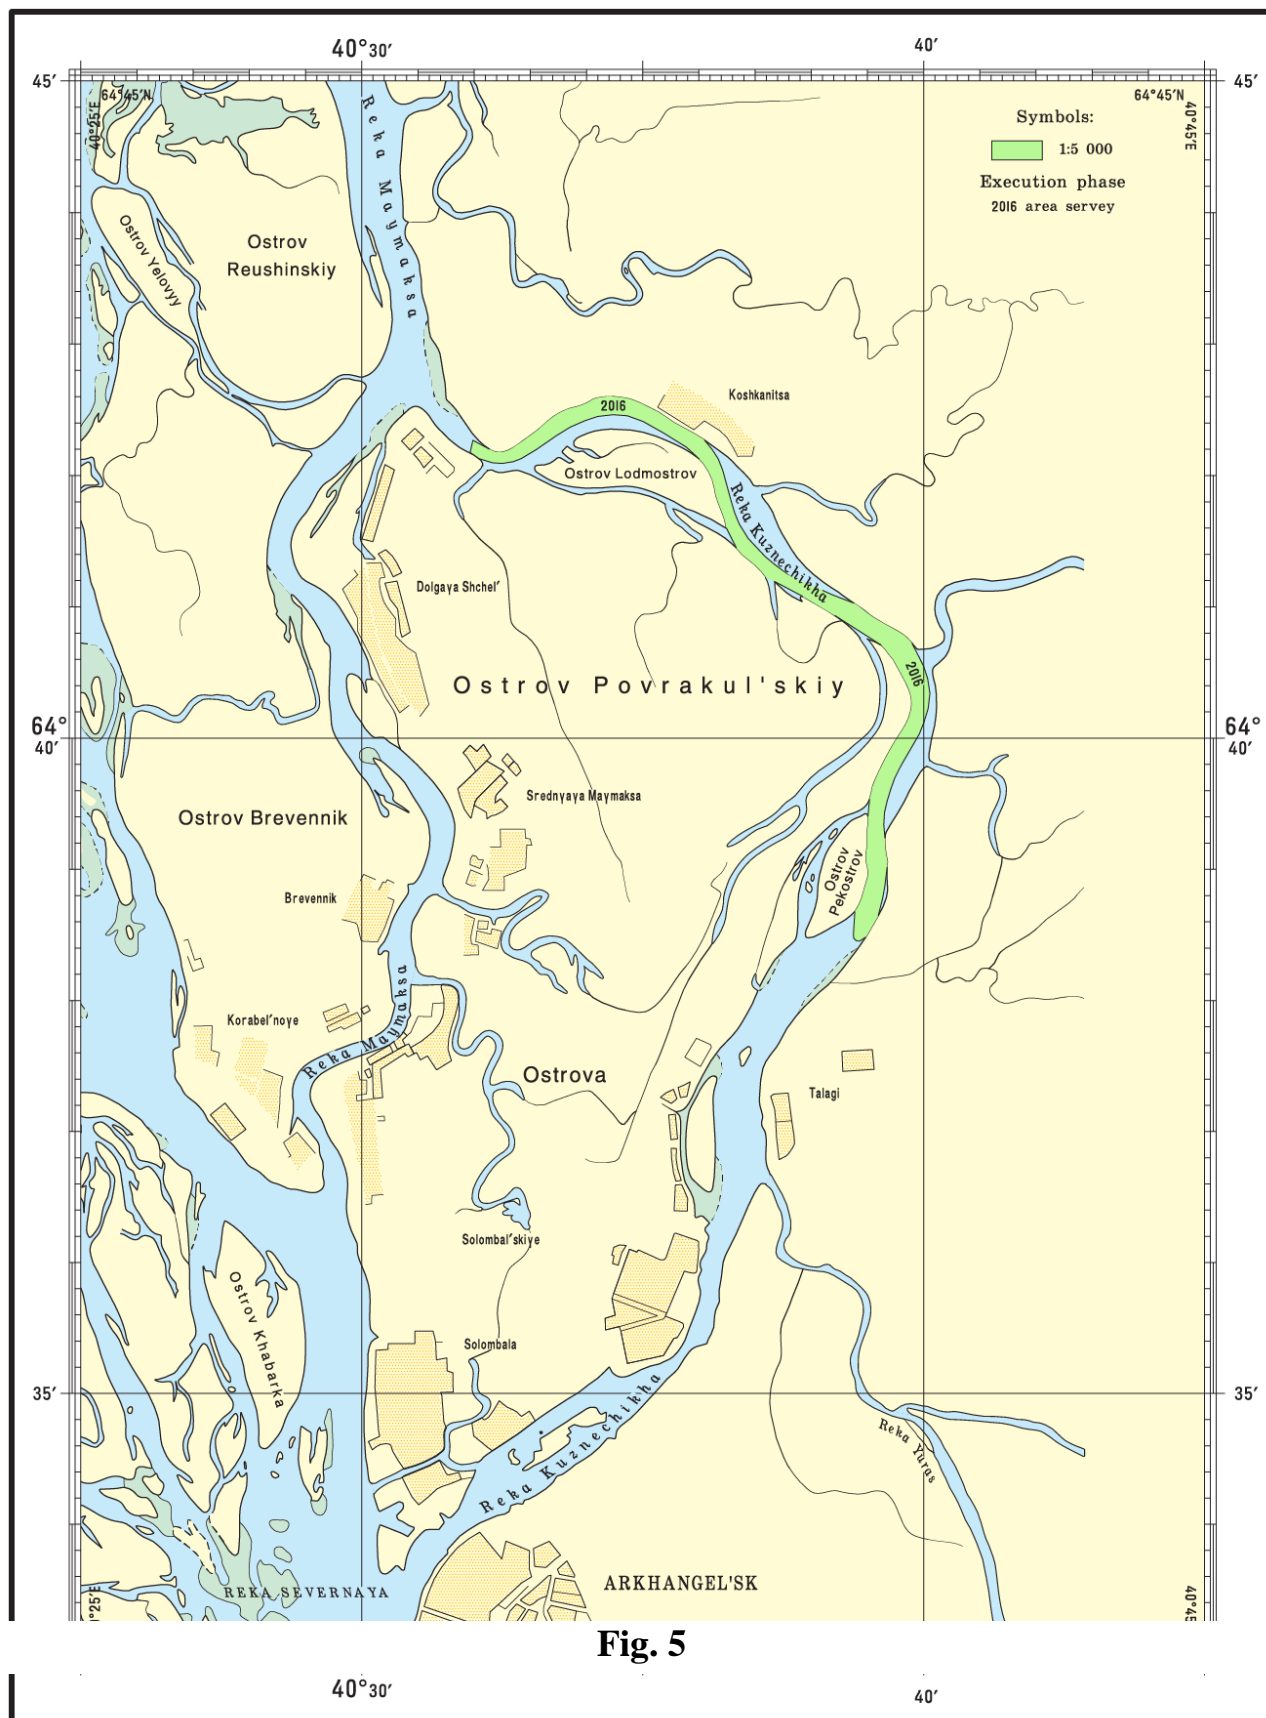 40°30′ 40′
45′ 45′
64°45′N 64°45′N
40°25′E
40°45′E
Symbols:
1:5 000
Execution phase
2016 area servey
Reka Maymaksa
Ostrov Yelovyy
Ostrov
Reushinskiy
Koshkanitsa
2016
Ostrov Lodmostrov
Reka Kuznechikha
Dolgaya Shchel′
2016
Ostrov Povrakul'skiy
64° 64°
40′ 40′
Srednyaya Maymaksa
Ostrov Brevennik
Ostrov
Pekostrov
Brevennik
Korabel′noye
Reka Maymaksa
Ostrova
Talagi
Solombal′skiye
Ostrov Khabarka
Solombala
35′ 35′
Reka Kuznechikha
Reka Yuras
REKA SEVERNAYA
ARKHANGEL'SK
°25′E
40°45
Fig. 5
40°30′ 40′